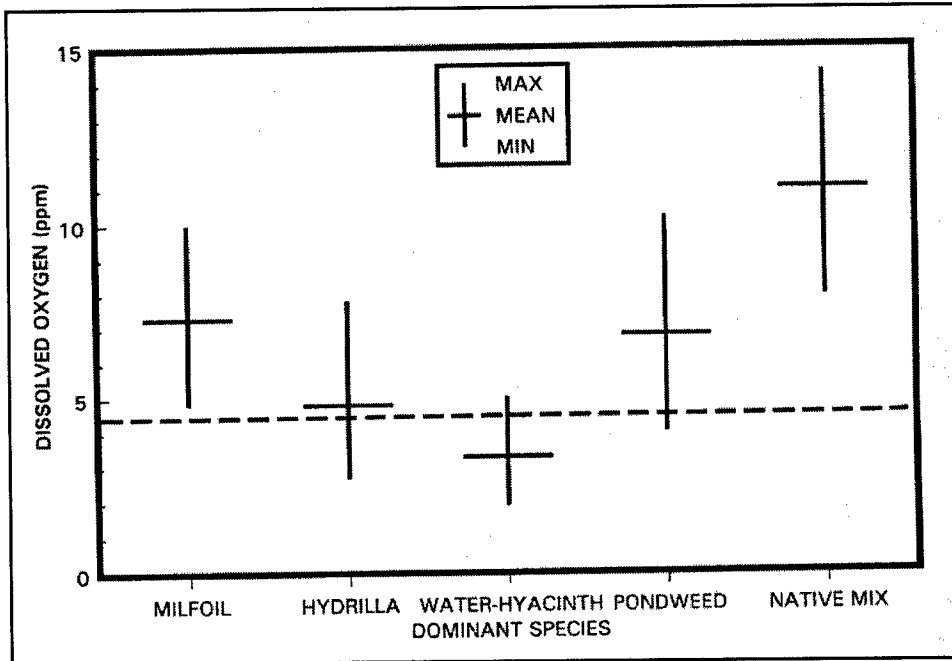 15
10
5
0
DISSOLVED OXYGEN (ppm)
MAX
MEAN
MIN
MILFOIL HYDRILLA WATER-HYACINTH PONDWEED NATIVE MIX
DOMINANT SPECIES